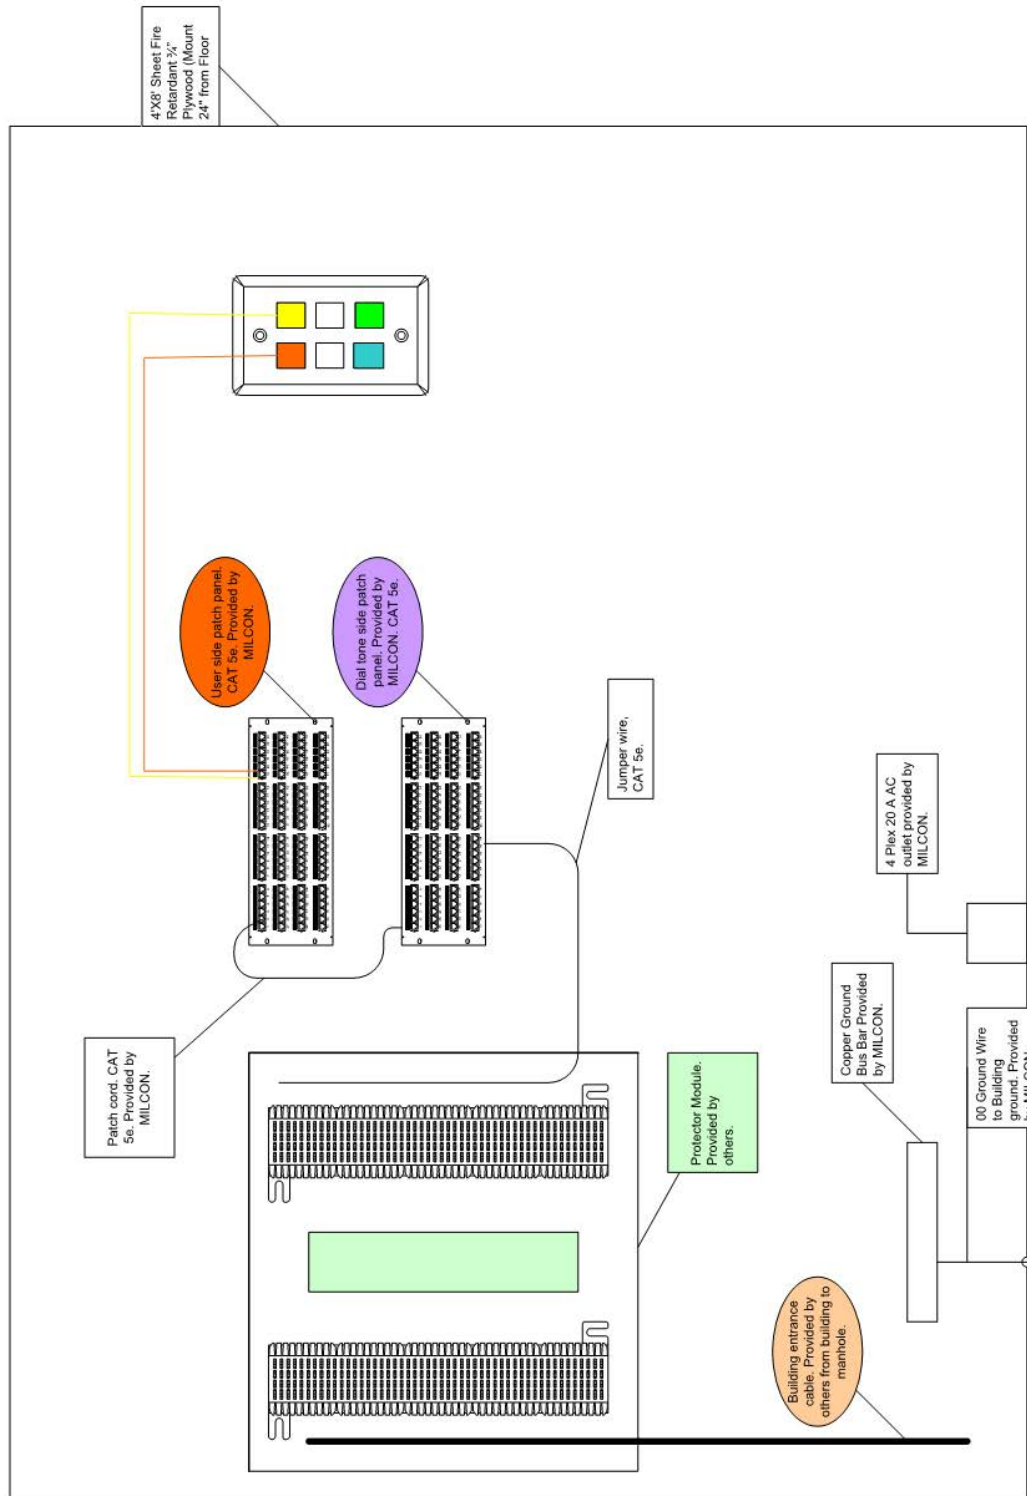 4'X8' Sheet Fire
Retardant ¾"
Plywood (Mount
24" from Floor
User side patch panel.
CAT 5e. Provided by
MILCON.
Dial tone side patch
panel. Provided by
MILCON. CAT 5e.
Jumper wire,
CAT 5e.
4 Plex 20 A AC
outlet provided by
MILCON.
Patch cord. CAT
5e. Provided by
MILCON.
Protector Module.
Provided by
others.
Copper Ground
Bus Bar Provided
by MILCON.
00 Ground Wire
to Building
ground. Provided
by MILCON
Building entrance
cable. Provided by
others from building to
manhole.